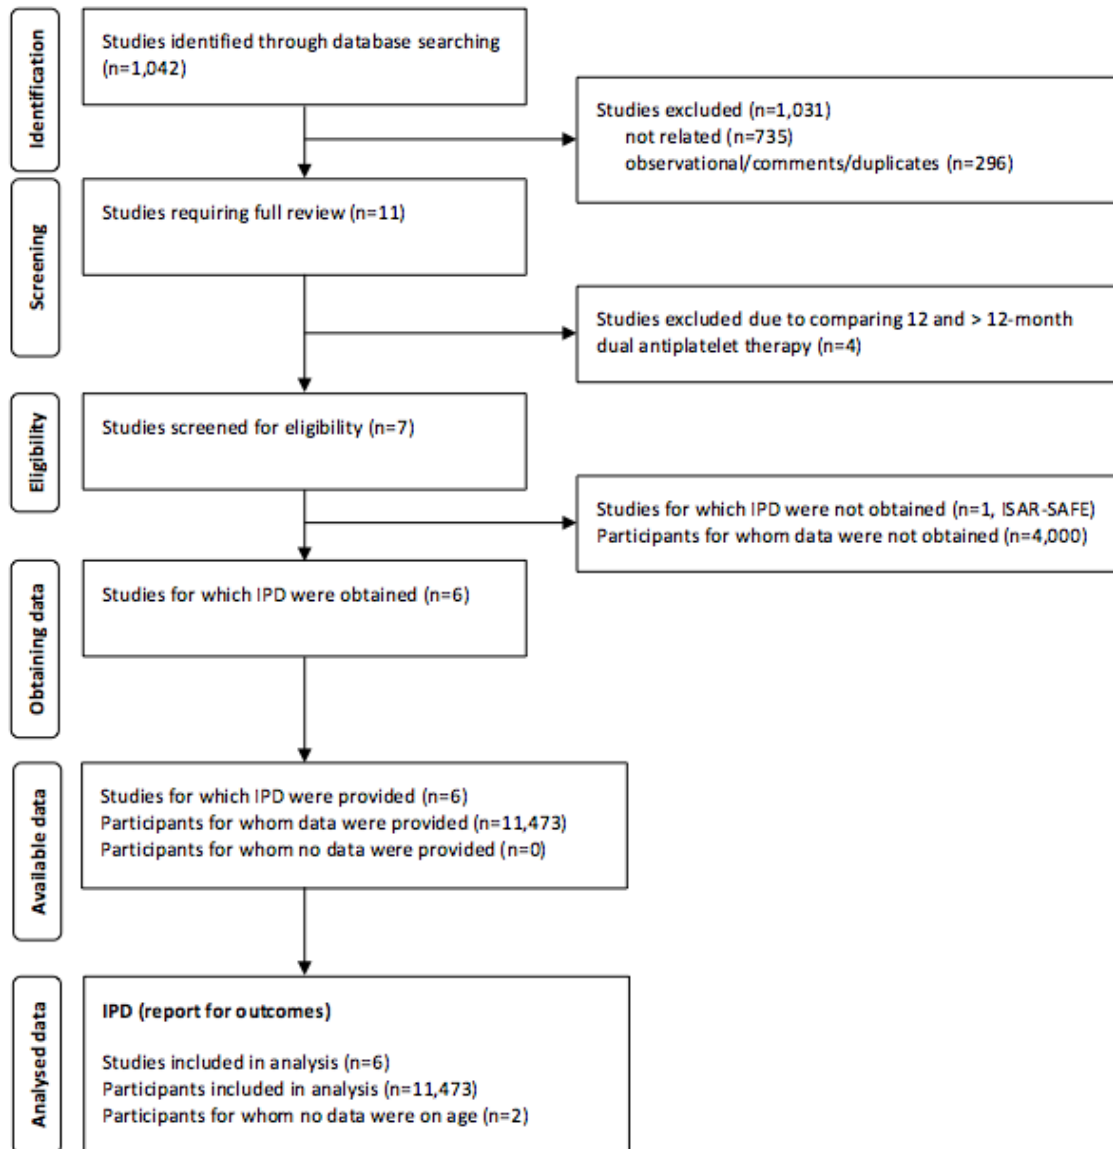 Identification
Studies identified through database searching
(n=1,042)
Studies excluded (n=1,031)
not related (n=735)
observational/comments/duplicates (n=296)
Screening
Studies requiring full review (n=11)
Studies excluded due to comparing 12 and > 12-month
dual antiplatelet therapy (n=4)
Eligibility
Studies screened for eligibility (n=7)
Studies for which IPD were not obtained (n=1, ISAR-SAFE)
Participants for whom data were not obtained (n=4,000)
Obtaining data
Studies for which IPD were obtained (n=6)
Available data
Studies for which IPD were provided (n=6)
Participants for whom data were provided (n=11,473)
Participants for whom no data were provided (n=0)
Analysed data
IPD (report for outcomes)
Studies included in analysis (n=6)
Participants included in analysis (n=11,473)
Participants for whom no data were on age (n=2)